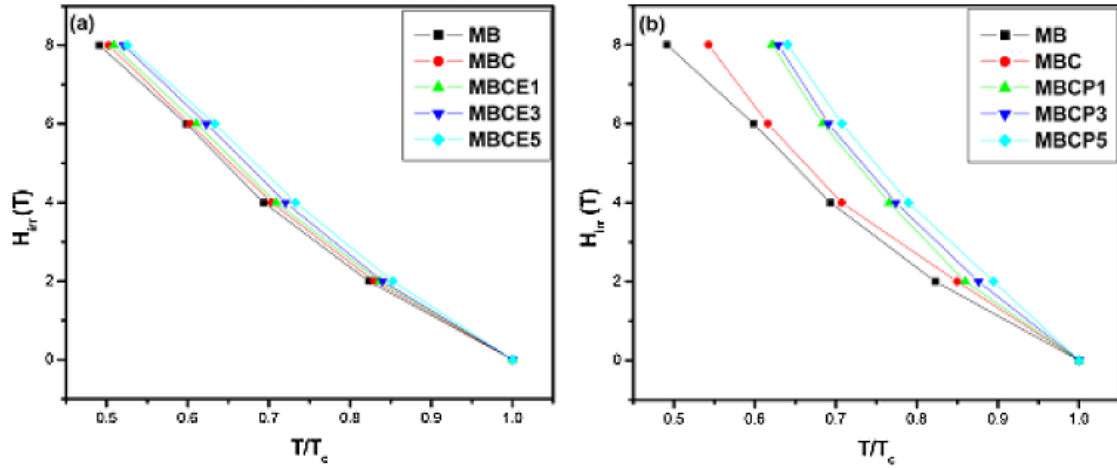 (a)
MB
MBC
MBCE1
MBCE3
MBCE5
8
6
4
2
0
H_irr (T)
0.5 0.6 0.7 0.8 0.9 1.0
T/T_c
(b)
MB
MBC
MBCP1
MBCP3
MBCP5
8
6
4
2
0
H_irr (T)
0.5 0.6 0.7 0.8 0.9 1.0
T/T_c